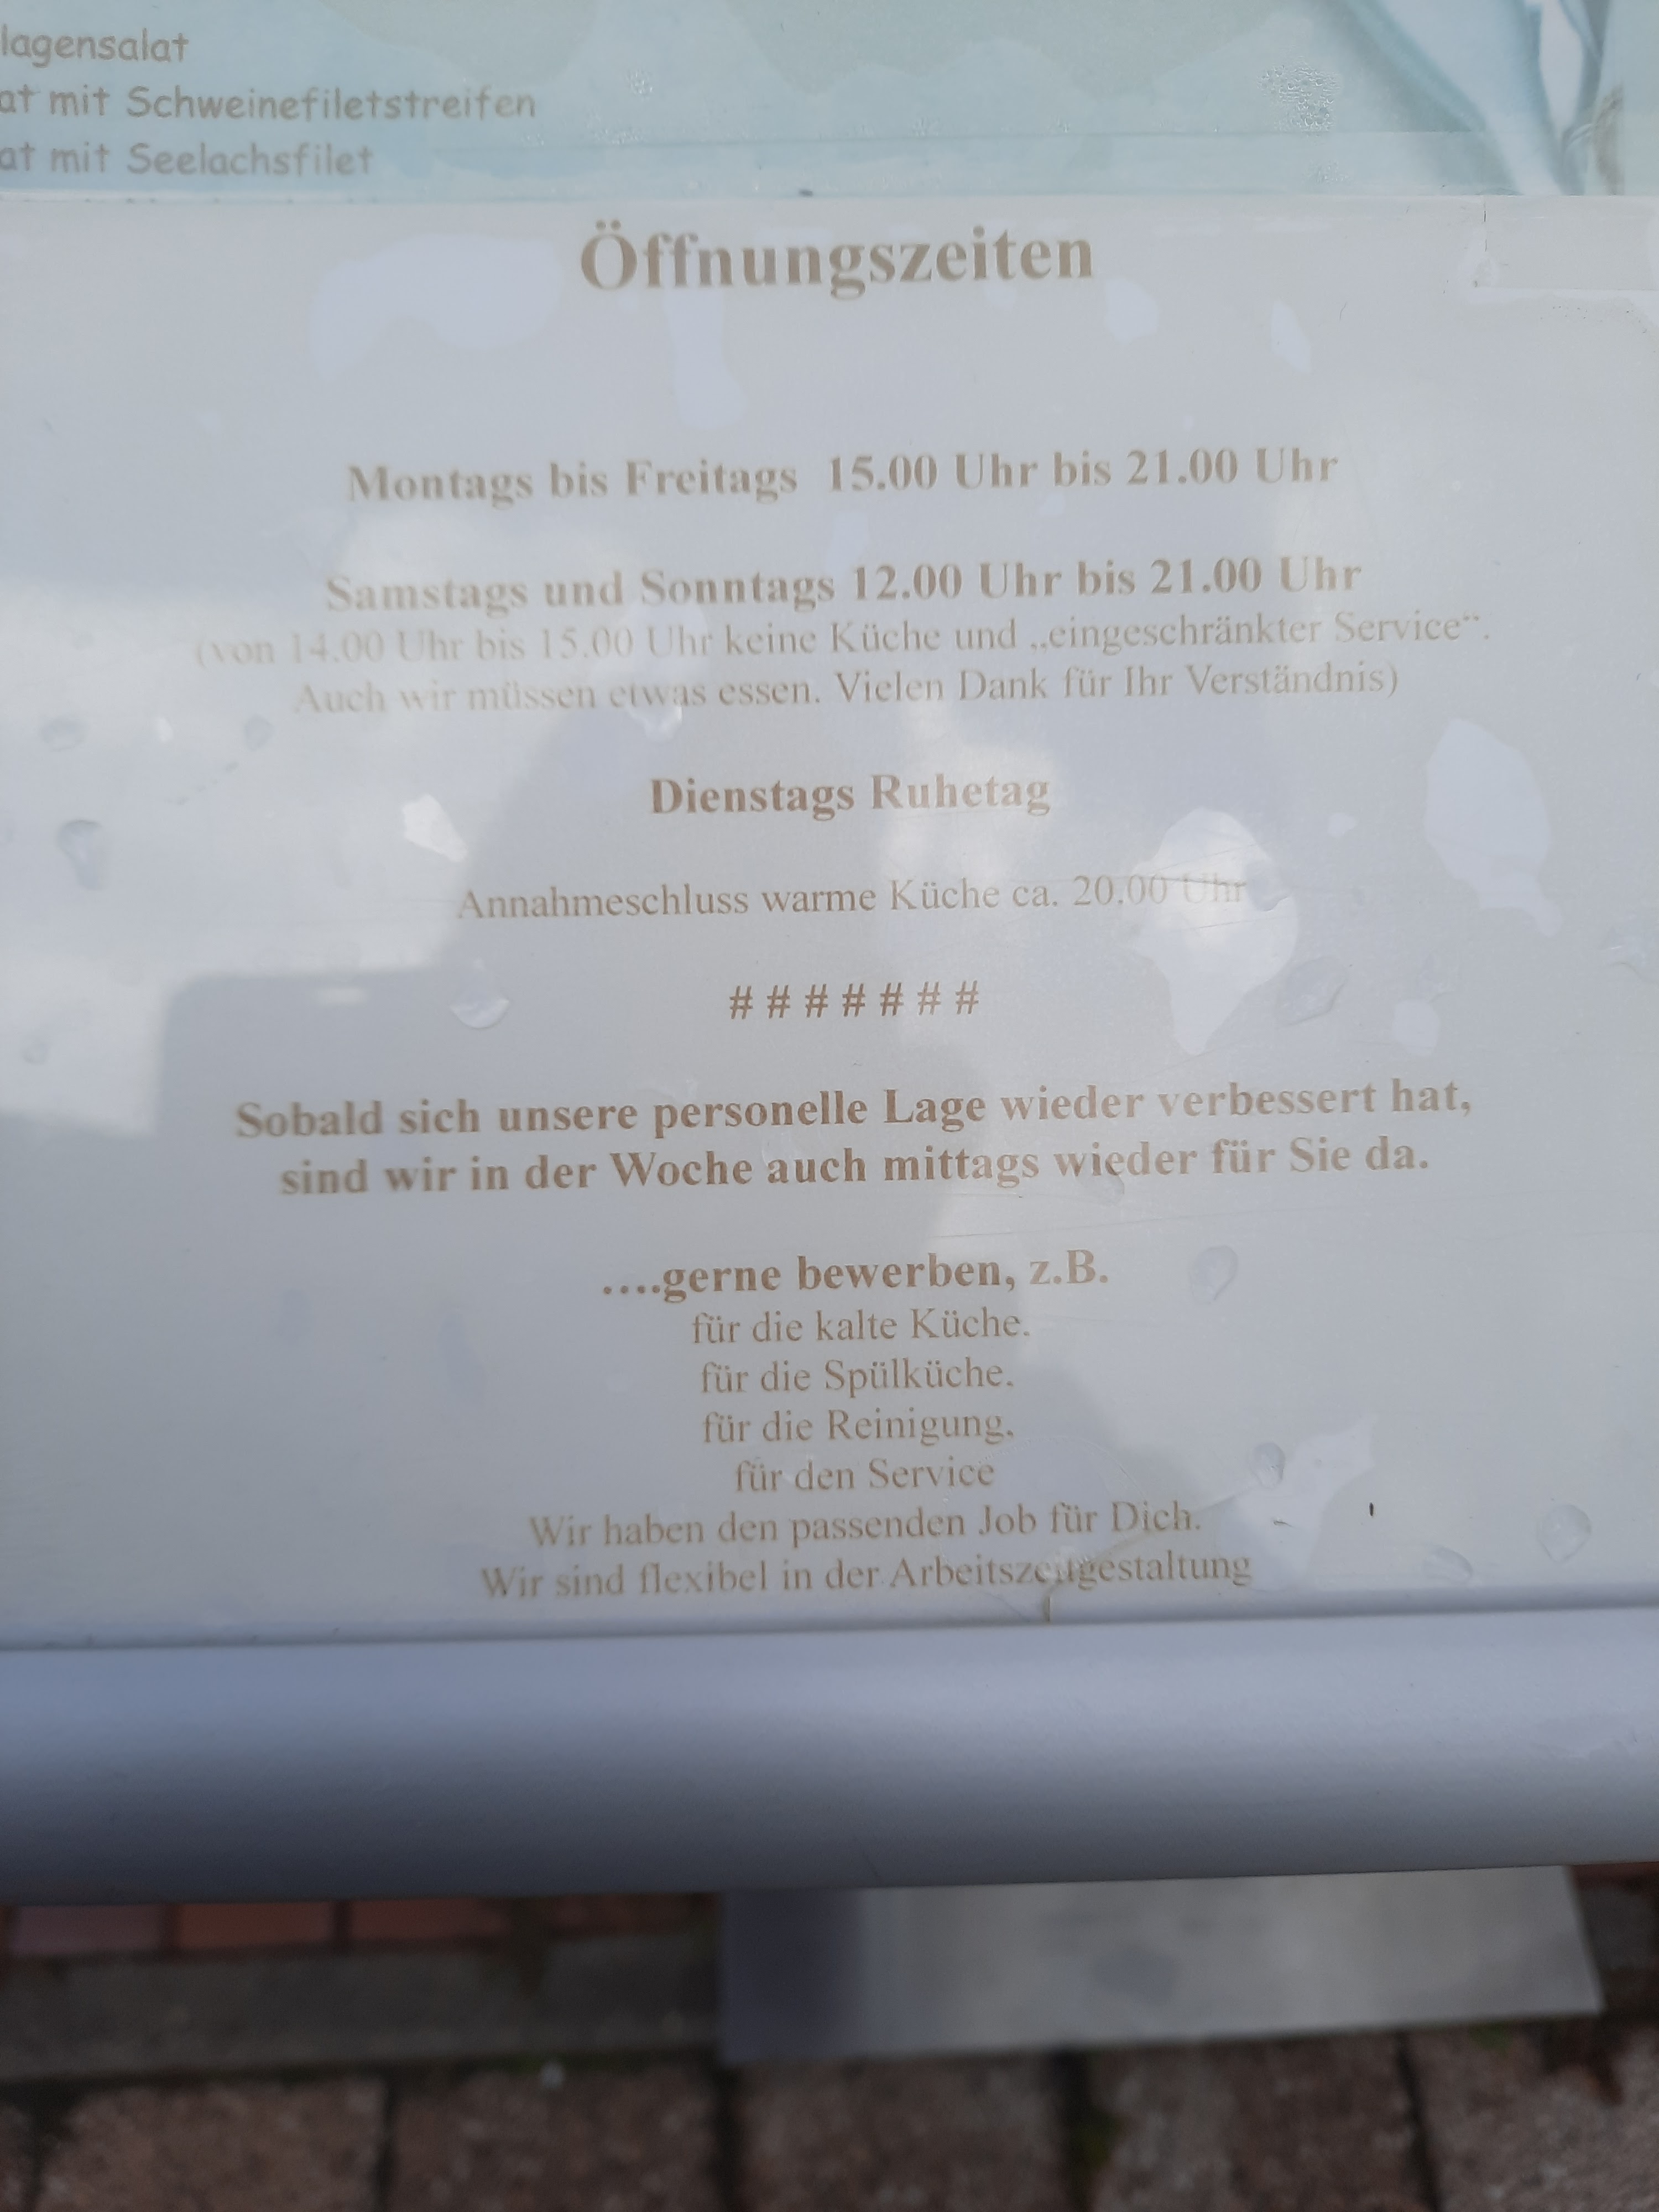 lagensalat
at mit Schweinefiletstreifen
at mit Seelachsfilet
Öffnungszeiten
Montags bis Freitags 15.00 Uhr bis 21.00 Uhr
Samstags und Sonntags 12.00 Uhr bis 21.00 Uhr
(von 14.00 Uhr bis 15.00 Uhr keine Küche und „eingeschränkter Service“.
Auch wir müssen etwas essen. Vielen Dank für Ihr Verständnis)
Dienstags Ruhetag
Annahmeschluss warme Küche ca. 20.00 Uhr
# # # # # # #
Sobald sich unsere personelle Lage wieder verbessert hat,
sind wir in der Woche auch mittags wieder für Sie da.
….gerne bewerben, z.B.
für die kalte Küche.
für die Spülküche.
für die Reinigung.
für den Service
Wir haben den passenden Job für Dich.
Wir sind flexibel in der Arbeitszeitgestaltung